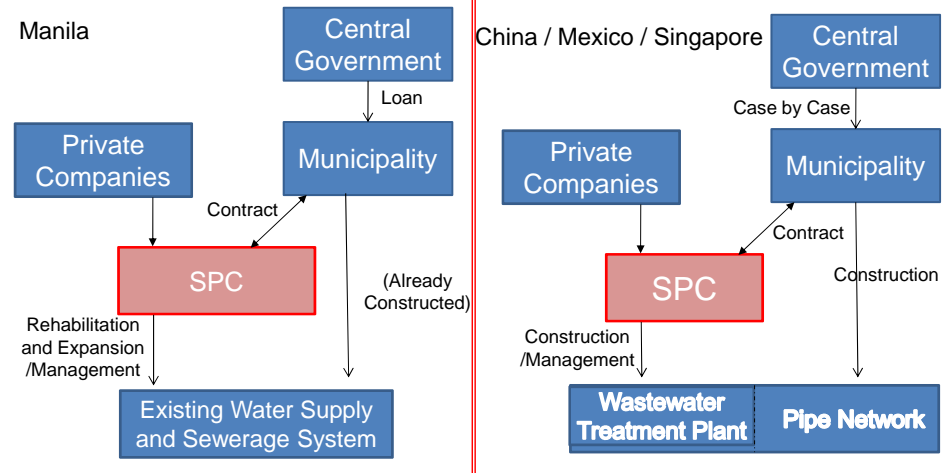 Manila
Central
Government
Loan
Private
Companies
Municipality
Contract
SPC
(Already
Constructed)
Rehabilitation
and Expansion
/Management
Existing Water Supply
and Sewerage System
China / Mexico / Singapore
Central
Government
Case by Case
Private
Companies
Municipality
Contract
SPC
Construction
Construction
/Management
Wastewater
Treatment Plant
Pipe Network